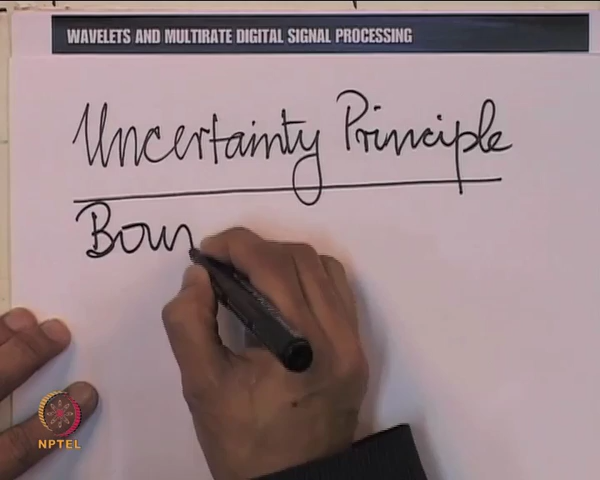 WAVELETS AND MULTIRATE DIGITAL SIGNAL PROCESSING
Uncertainty Principle
Boun
NPTEL